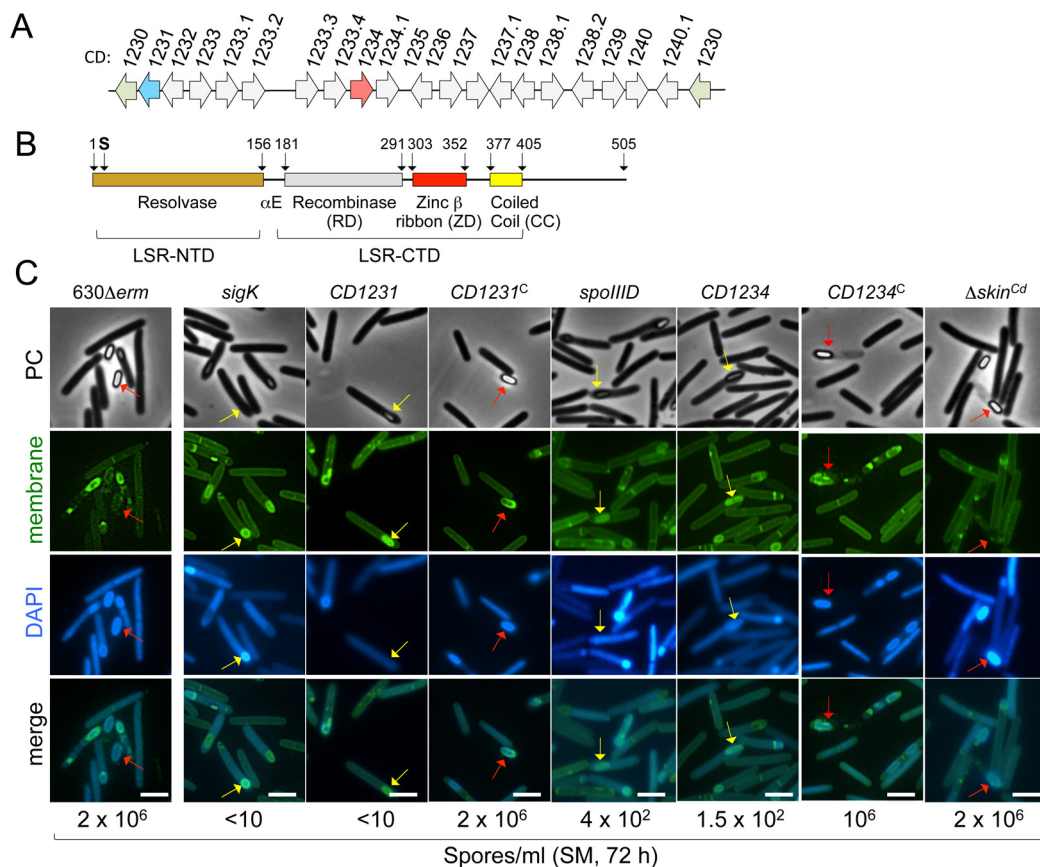 A
CD: 1230 1231 1232 1233 1233.1 1233.2 1233.3 1233.4 1234 1234.1 1235 1236 1237 1237.1 1238 1238.1 1238.2 1239 1240 1240.1 1230
B
1 S 156 181 291 303 352 377 405 505
Resolvase αE Recombinase Zinc β Coiled
(RD) ribbon (ZD) Coil (CC)
LSR-NTD LSR-CTD
C
630Δerm sigK CD1231 CD1231ᶜ spoIIID CD1234 CD1234ᶜ Δskinᶜᵈ
PC
membrane
DAPI
merge
2 x 10⁶ <10 <10 2 x 10⁶ 4 x 10² 1.5 x 10² 10⁶ 2 x 10⁶
Spores/ml (SM, 72 h)